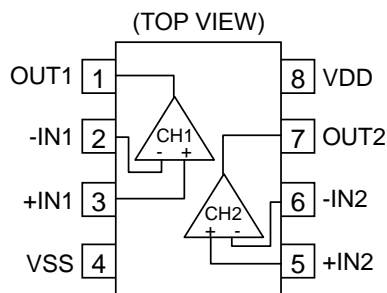 (TOP VIEW)
OUT1 1 8 VDD
CH1
-IN1 2 - + 7 OUT2
+IN1 3 CH2 6 -IN2
+ -
VSS 4 5 +IN2